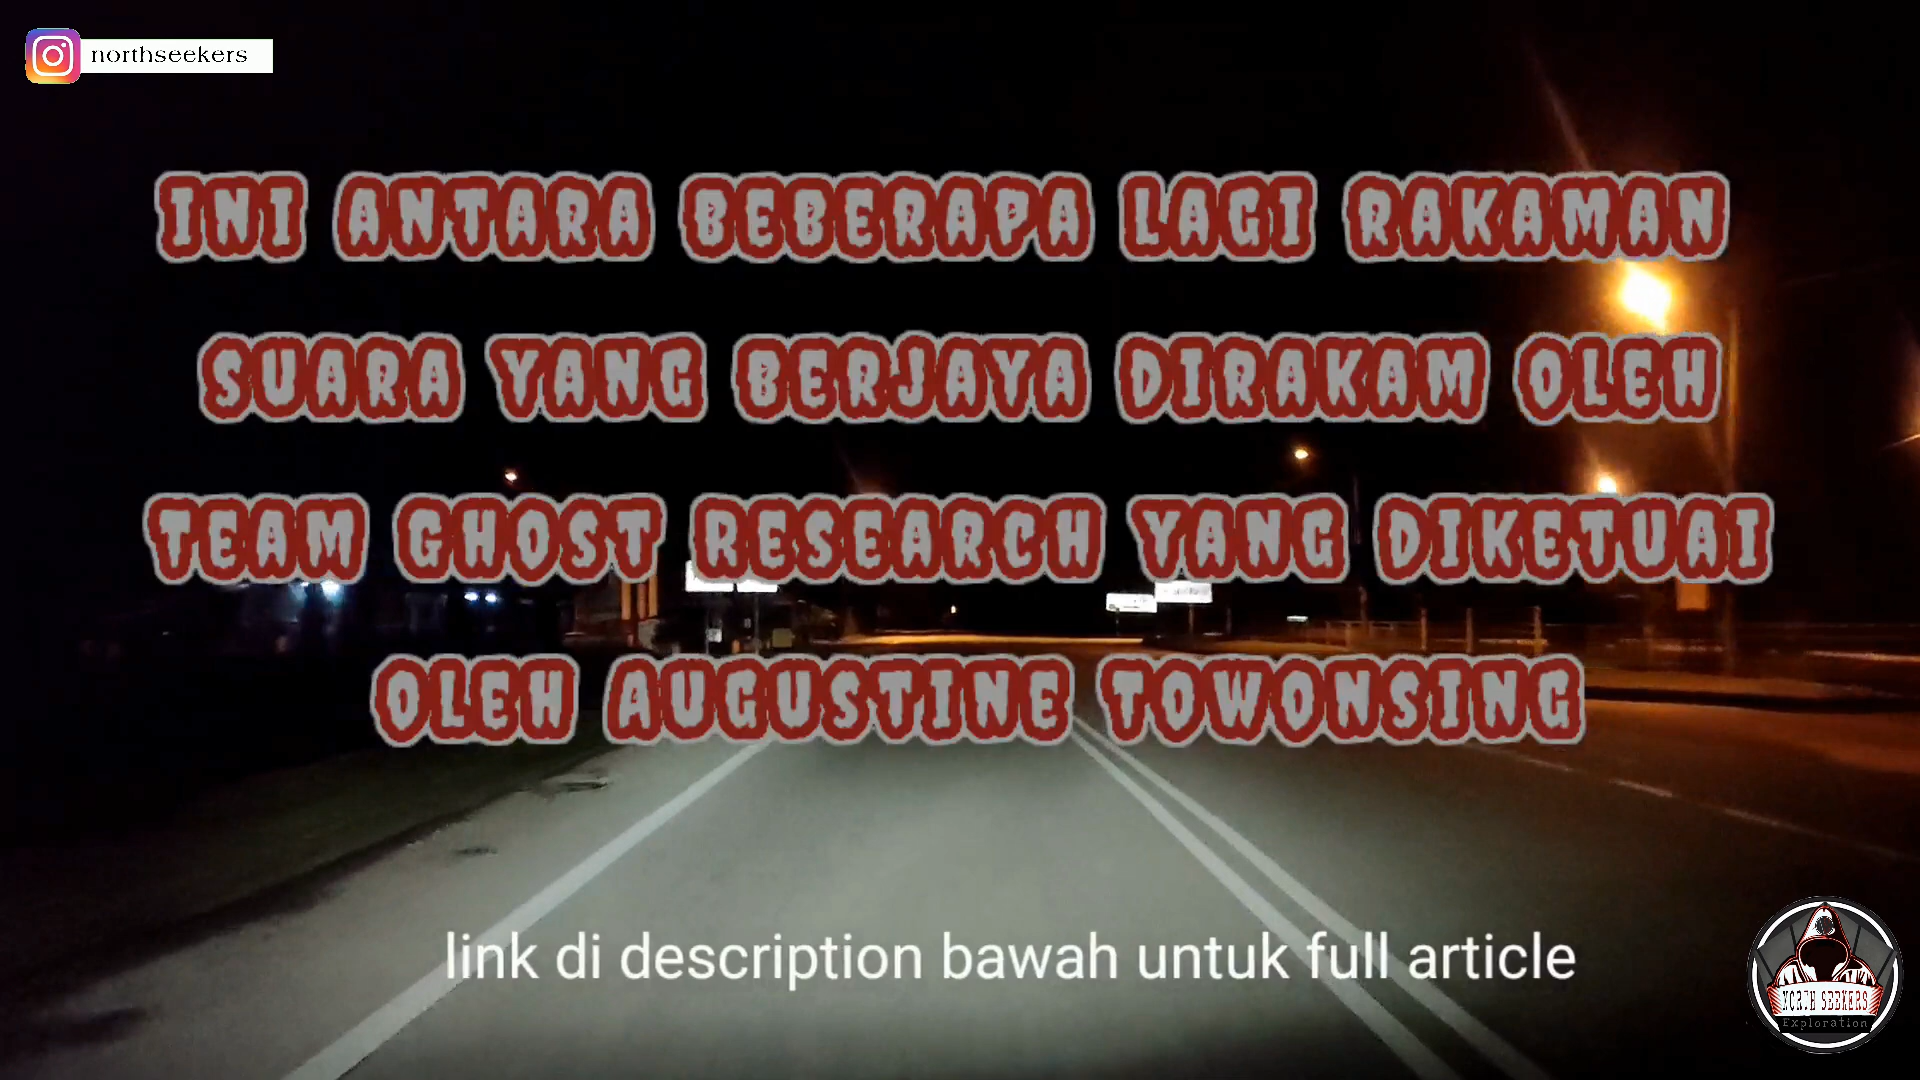 northseekers
INI ANTARA BEBERAPA LAGI RAKAMAN
SUARA YANG BERJAYA DIRAKAM OLEH
TEAM GHOST RESEARCH YANG DIKETUAI
OLEH AUGUSTINE TOWONSING
link di description bawah untuk full article
NORTH SEEKERS
Exploration